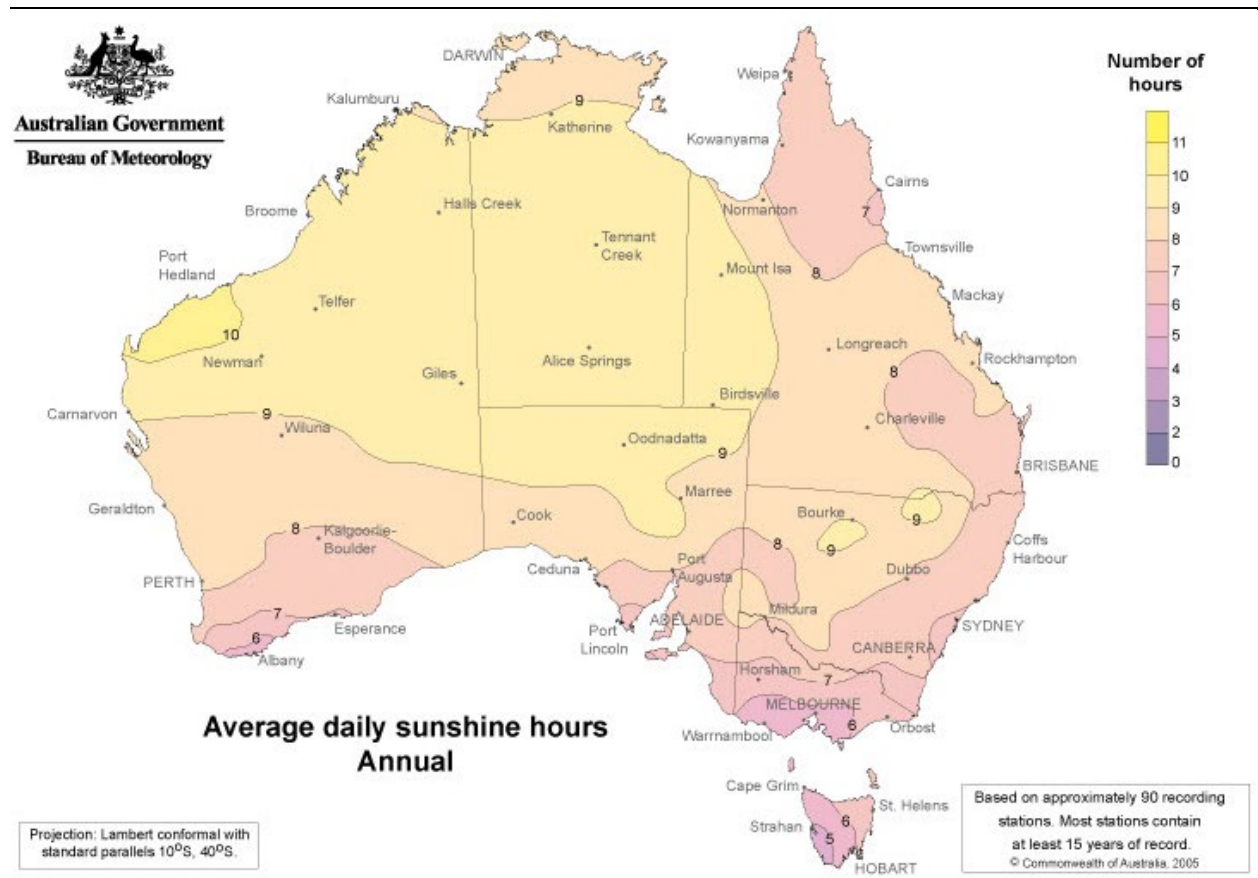 Australian Government
Bureau of Meteorology
Number of
hours
11
10
9
8
7
6
5
4
3
2
0
DARWIN
Weipa
Kalumburu
9
Katherine
Kowanyama
Cairns
7
Broome
Halls Creek
Normanton
Tennant
Creek
Townsville
Port
Hedland
Mount Isa
8
Mackay
Telfer
10
Newman
Alice Springs
Longreach
Rockhampton
Giles
8
Birdsville
Carnarvon
9
Wiluna
Charleville
Oodnadatta
9
BRISBANE
Marree
Geraldton
Cook
Bourke
9
8
Kalgoorlie-
Boulder
8
9
Coffs
Harbour
PERTH
Ceduna
Port
Augusta
Dubbo
7
Mildura
6
Esperance
Port
Lincoln
ADELAIDE
SYDNEY
Albany
CANBERRA
Horsham
7
MELBOURNE
6
Warrnambool
Orbost
Average daily sunshine hours
Annual
Cape Grim
St. Helens
6
Strahan
5
HOBART
Projection: Lambert conformal with
standard parallels 10ºS, 40ºS.
Based on approximately 90 recording
stations. Most stations contain
at least 15 years of record.
© Commonwealth of Australia, 2005